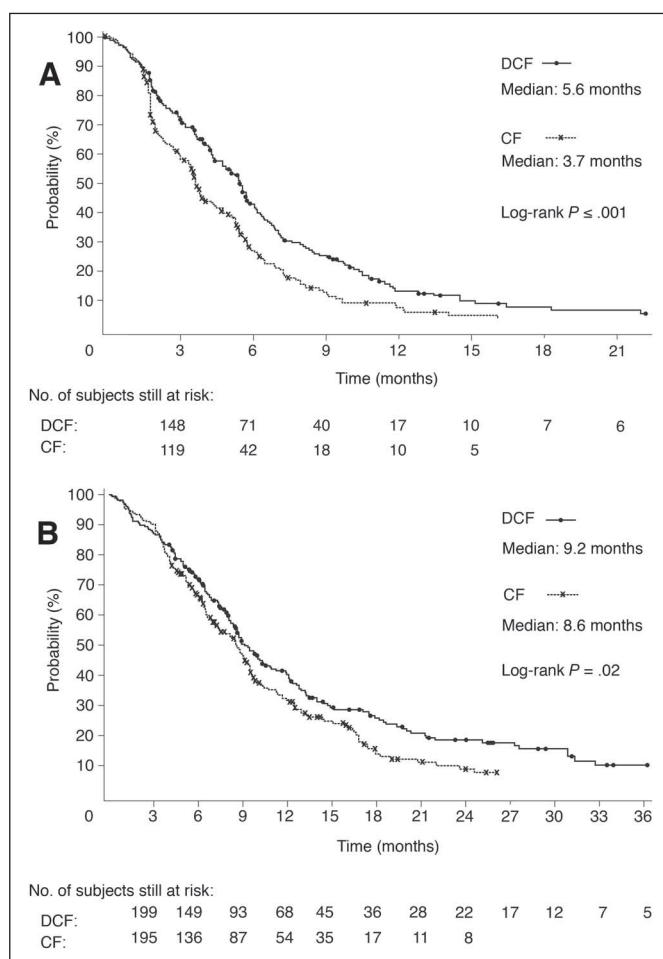 A
DCF
Median: 5.6 months
CF
Median: 3.7 months
Log-rank P ≤ .001
Probability (%)
100
90
80
70
60
50
40
30
20
10
0
3 6 9 12 15 18 21
Time (months)
No. of subjects still at risk:
DCF: 148 71 40 17 10 7 6
CF: 119 42 18 10 5
B
DCF
Median: 9.2 months
CF
Median: 8.6 months
Log-rank P = .02
Probability (%)
100
90
80
70
60
50
40
30
20
10
0
3 6 9 12 15 18 21 24 27 30 33 36
Time (months)
No. of subjects still at risk:
DCF: 199 149 93 68 45 36 28 22 17 12 7 5
CF: 195 136 87 54 35 17 11 8